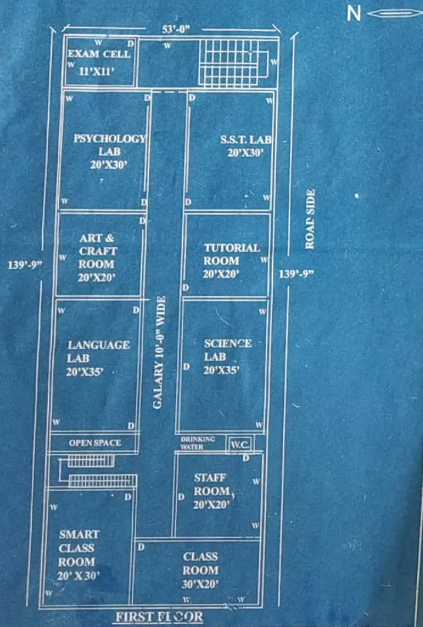 N
53'-0"
W D W
EXAM CELL
11'X11'
W
W D D W
PSYCHOLOGY
LAB
20'X30'
S.S.T. LAB
20'X30'
W D D W
D
ART &
CRAFT
ROOM
20'X20'
W
TUTORIAL
ROOM
20'X20'
W
D
ROAD SIDE
139'-9"
139'-9"
GALARY 10'-0" WIDE
W D W
LANGUAGE
LAB
20'X35'
SCIENCE
LAB
20'X35'
D
W D W
OPEN SPACE
DRINKING
WATER
W.C.
STAFF
ROOM
20'X20'
D W
W
D
W
SMART
CLASS
ROOM
20' X 30'
W
D
CLASS
ROOM
30'X20'
W W
FIRST FLOOR